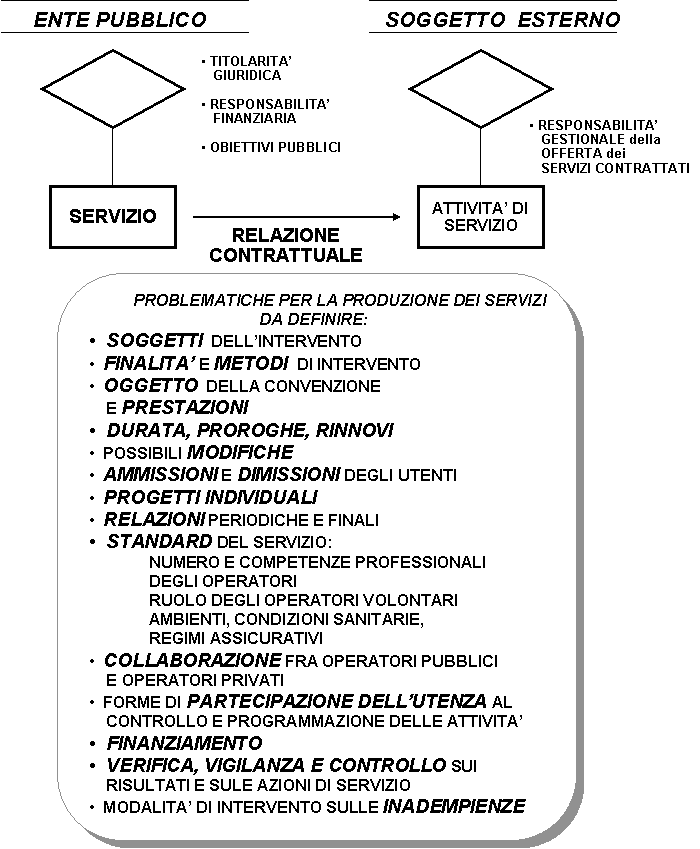 ENTE PUBBLICO
SOGGETTO ESTERNO
• TITOLARITA'
GIURIDICA
• RESPONSABILITA'
FINANZIARIA
• OBIETTIVI PUBBLICI
• RESPONSABILITA'
GESTIONALE della
OFFERTA dei
SERVIZI CONTRATTATI
SERVIZIO
RELAZIONE
CONTRATTUALE
ATTIVITA' DI
SERVIZIO
PROBLEMATICHE PER LA PRODUZIONE DEI SERVIZI
DA DEFINIRE:
• SOGGETTI DELL'INTERVENTO
• FINALITA' E METODI DI INTERVENTO
• OGGETTO DELLA CONVENZIONE
E PRESTAZIONI
• DURATA, PROROGHE, RINNOVI
• POSSIBILI MODIFICHE
• AMMISSIONI E DIMISSIONI DEGLI UTENTI
• PROGETTI INDIVIDUALI
• RELAZIONI PERIODICHE E FINALI
• STANDARD DEL SERVIZIO:
NUMERO E COMPETENZE PROFESSIONALI
DEGLI OPERATORI
RUOLO DEGLI OPERATORI VOLONTARI
AMBIENTI, CONDIZIONI SANITARIE,
REGIMI ASSICURATIVI
• COLLABORAZIONE FRA OPERATORI PUBBLICI
E OPERATORI PRIVATI
• FORME DI PARTECIPAZIONE DELL'UTENZA AL
CONTROLLO E PROGRAMMAZIONE DELLE ATTIVITA'
• FINANZIAMENTO
• VERIFICA, VIGILANZA E CONTROLLO SUI
RISULTATI E SULE AZIONI DI SERVIZIO
• MODALITA' DI INTERVENTO SULLE INADEMPIENZE